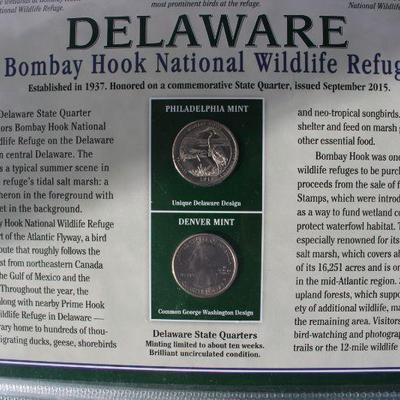 most prominent birds at the refuge.
National Wildlife Refuge
DELAWARE
Bombay Hook National Wildlife Refug
Established in 1937. Honored on a commemorative State Quarter, issued September 2015.
Delaware State Quarter
ors Bombay Hook National
Wildlife Refuge on the Delaware
n central Delaware. The
s a typical summer scene in
refuge's tidal salt marsh: a
heron in the foreground with
et in the background.
y Hook National Wildlife Refuge
rt of the Atlantic Flyway, a bird
oute that roughly follows the
st from northeastern Canada
he Gulf of Mexico and the
Throughout the year, the
along with nearby Prime Hook
Wildlife Refuge in Delaware —
rary home to hundreds of thou-
igrating ducks, geese, shorebirds
PHILADELPHIA MINT
Unique Delaware Design
DENVER MINT
Common George Washington Design
Delaware State Quarters
Minting limited to about ten weeks.
Brilliant uncirculated condition.
and neo-tropical songbirds.
shelter and feed on marsh g
other essential food.
Bombay Hook was one
wildlife refuges to be purc
proceeds from the sale of f
Stamps, which were introdu
as a way to fund wetland co
protect waterfowl habitat. T
especially renowned for its
salt marsh, which covers ab
of its 16,251 acres and is on
in the mid-Atlantic region. S
upland forests, which suppo
ety of additional wildlife, ma
the remaining area. Visitors
bird-watching and photograp
trails or the 12-mile wildlife